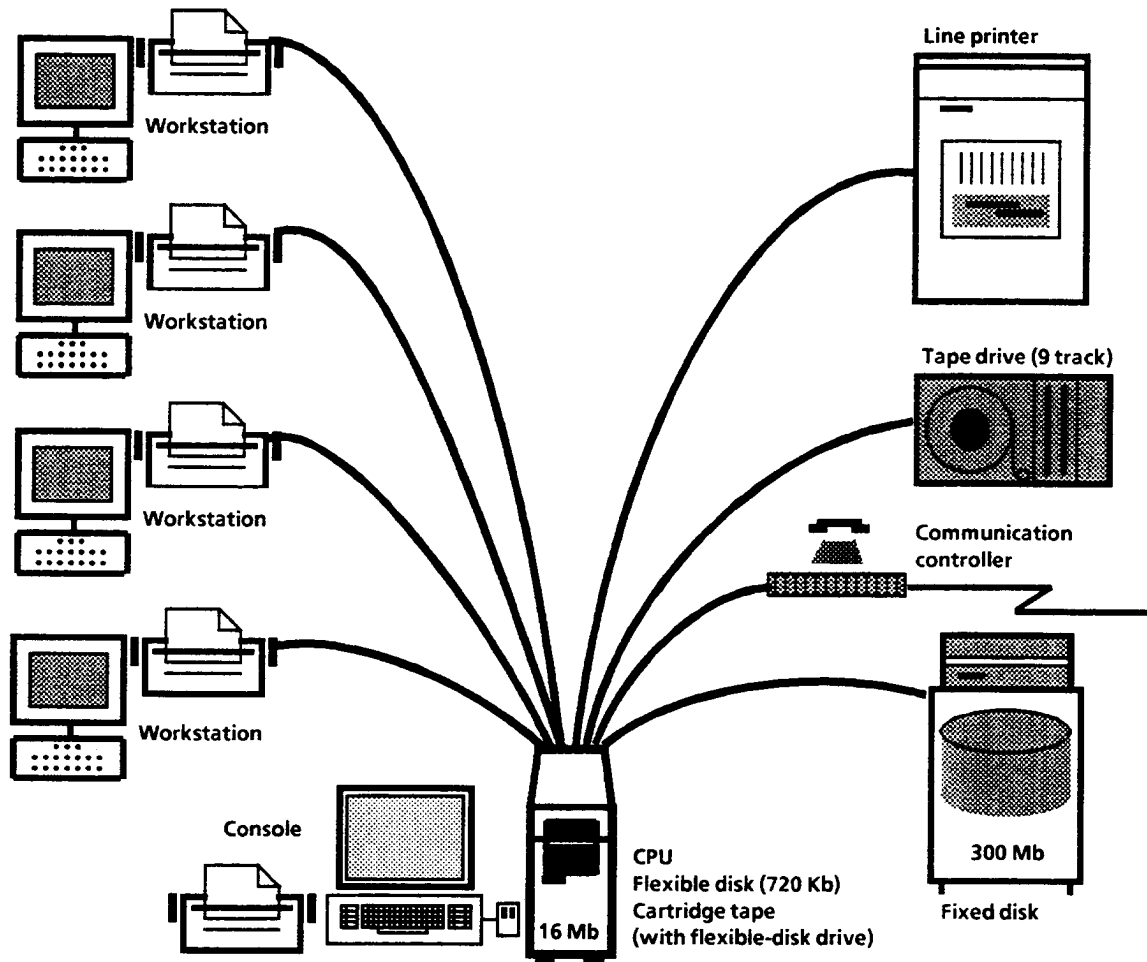 Line printer
Workstation
Workstation
Tape drive (9 track)
Workstation
Communication
controller
Workstation
Console
CPU
Flexible disk (720 Kb)
Cartridge tape
(with flexible-disk drive)
16 Mb
300 Mb
Fixed disk